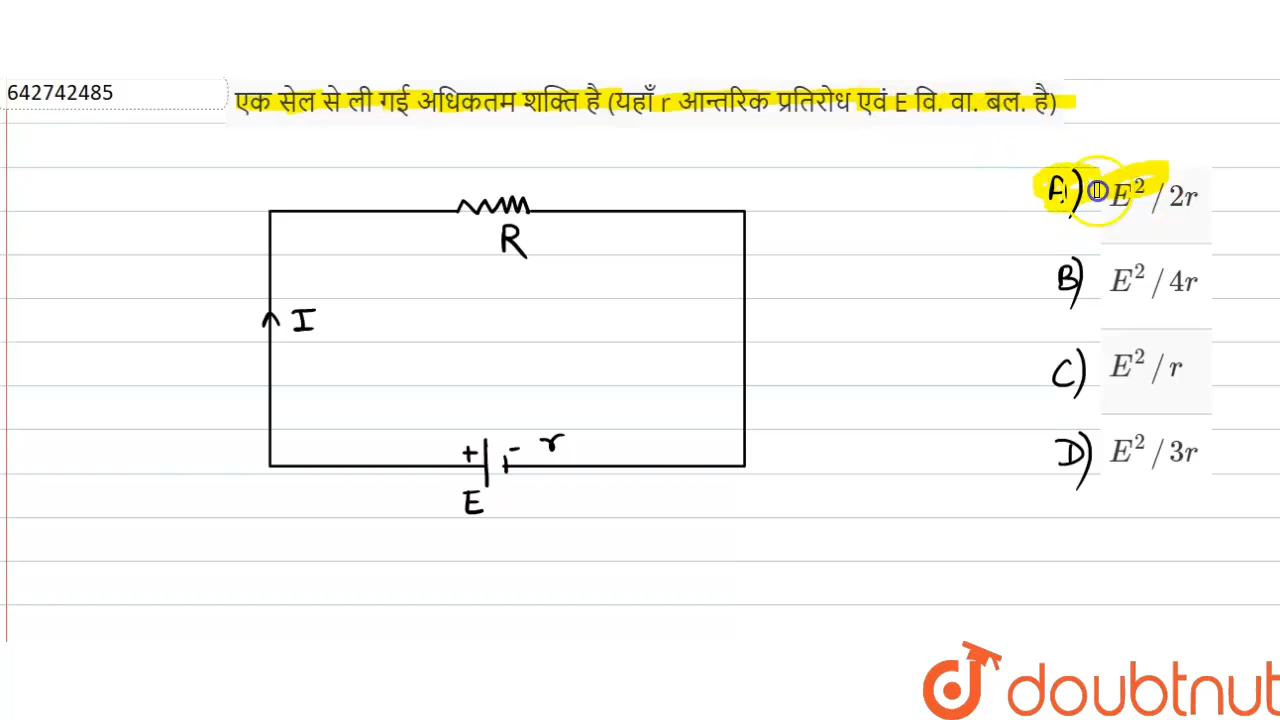 642742485
एक सेल से ली गई अधिकतम शक्ति है (यहाँ r आन्तरिक प्रतिरोध एवं E वि. वा. बल. है)
A) E² / 2r
R
B) E² / 4r
I
C) E² / r
+ - r
D) E² / 3r
E
doubtnut